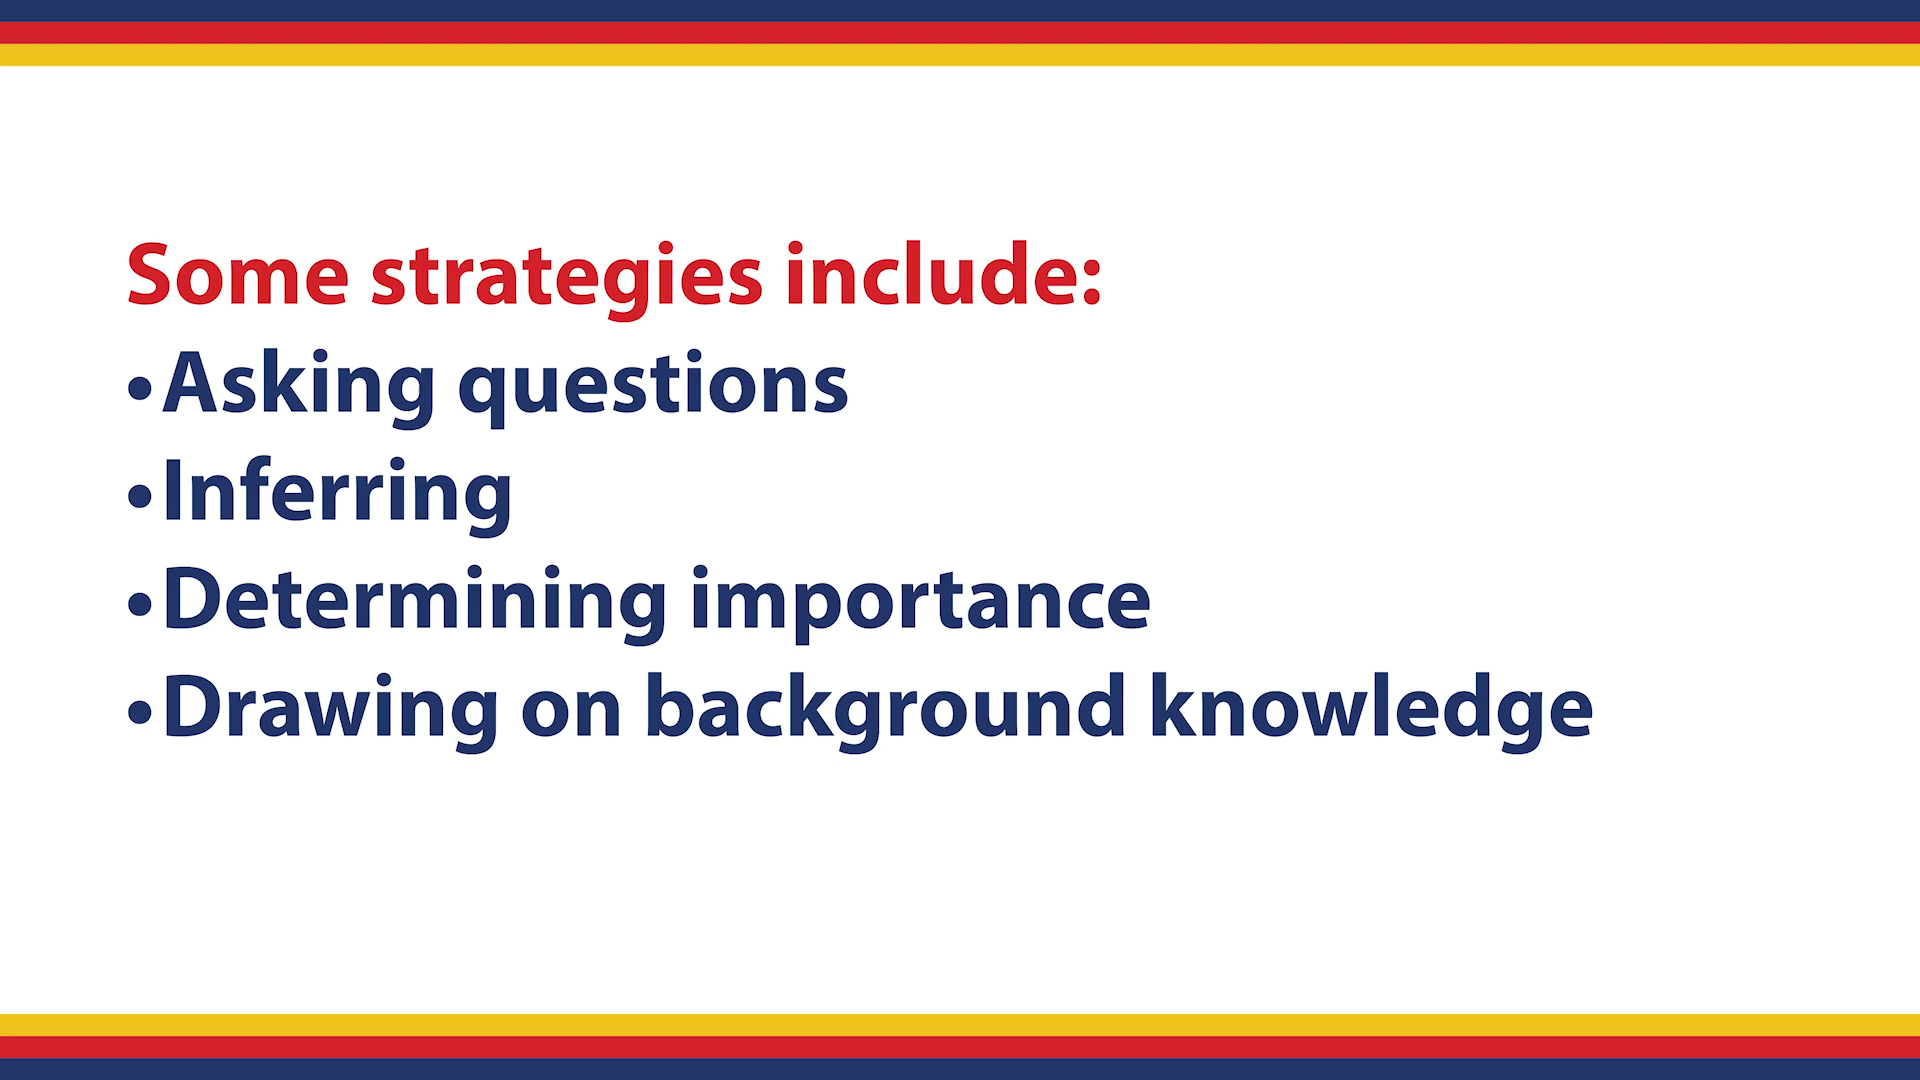 Some strategies include:
•Asking questions
•Inferring
•Determining importance
•Drawing on background knowledge